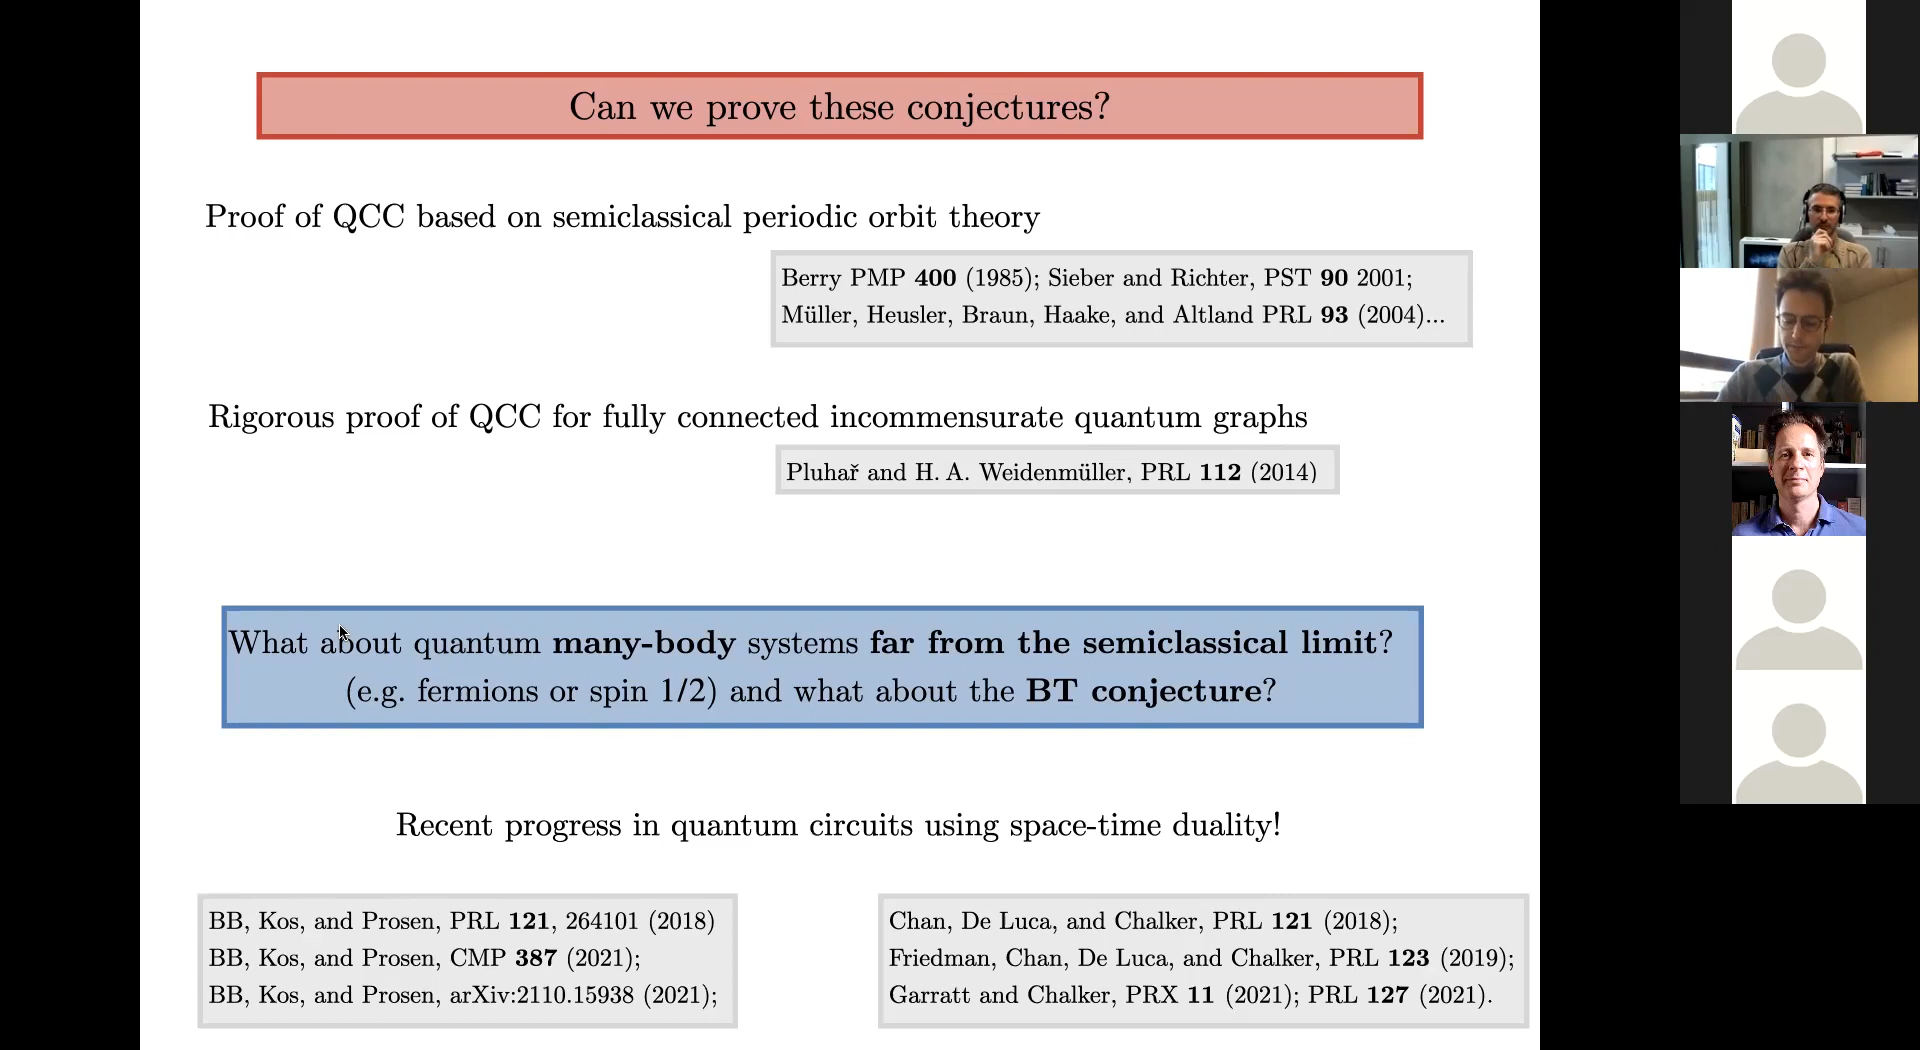 Can we prove these conjectures?
Proof of QCC based on semiclassical periodic orbit theory
Berry PMP 400 (1985); Sieber and Richter, PST 90 2001;
Müller, Heusler, Braun, Haake, and Altland PRL 93 (2004)...
Rigorous proof of QCC for fully connected incommensurate quantum graphs
Pluhař and H. A. Weidenmüller, PRL 112 (2014)
What about quantum many-body systems far from the semiclassical limit?
(e.g. fermions or spin 1/2) and what about the BT conjecture?
Recent progress in quantum circuits using space-time duality!
BB, Kos, and Prosen, PRL 121, 264101 (2018)
BB, Kos, and Prosen, CMP 387 (2021);
BB, Kos, and Prosen, arXiv:2110.15938 (2021);
Chan, De Luca, and Chalker, PRL 121 (2018);
Friedman, Chan, De Luca, and Chalker, PRL 123 (2019);
Garratt and Chalker, PRX 11 (2021); PRL 127 (2021).